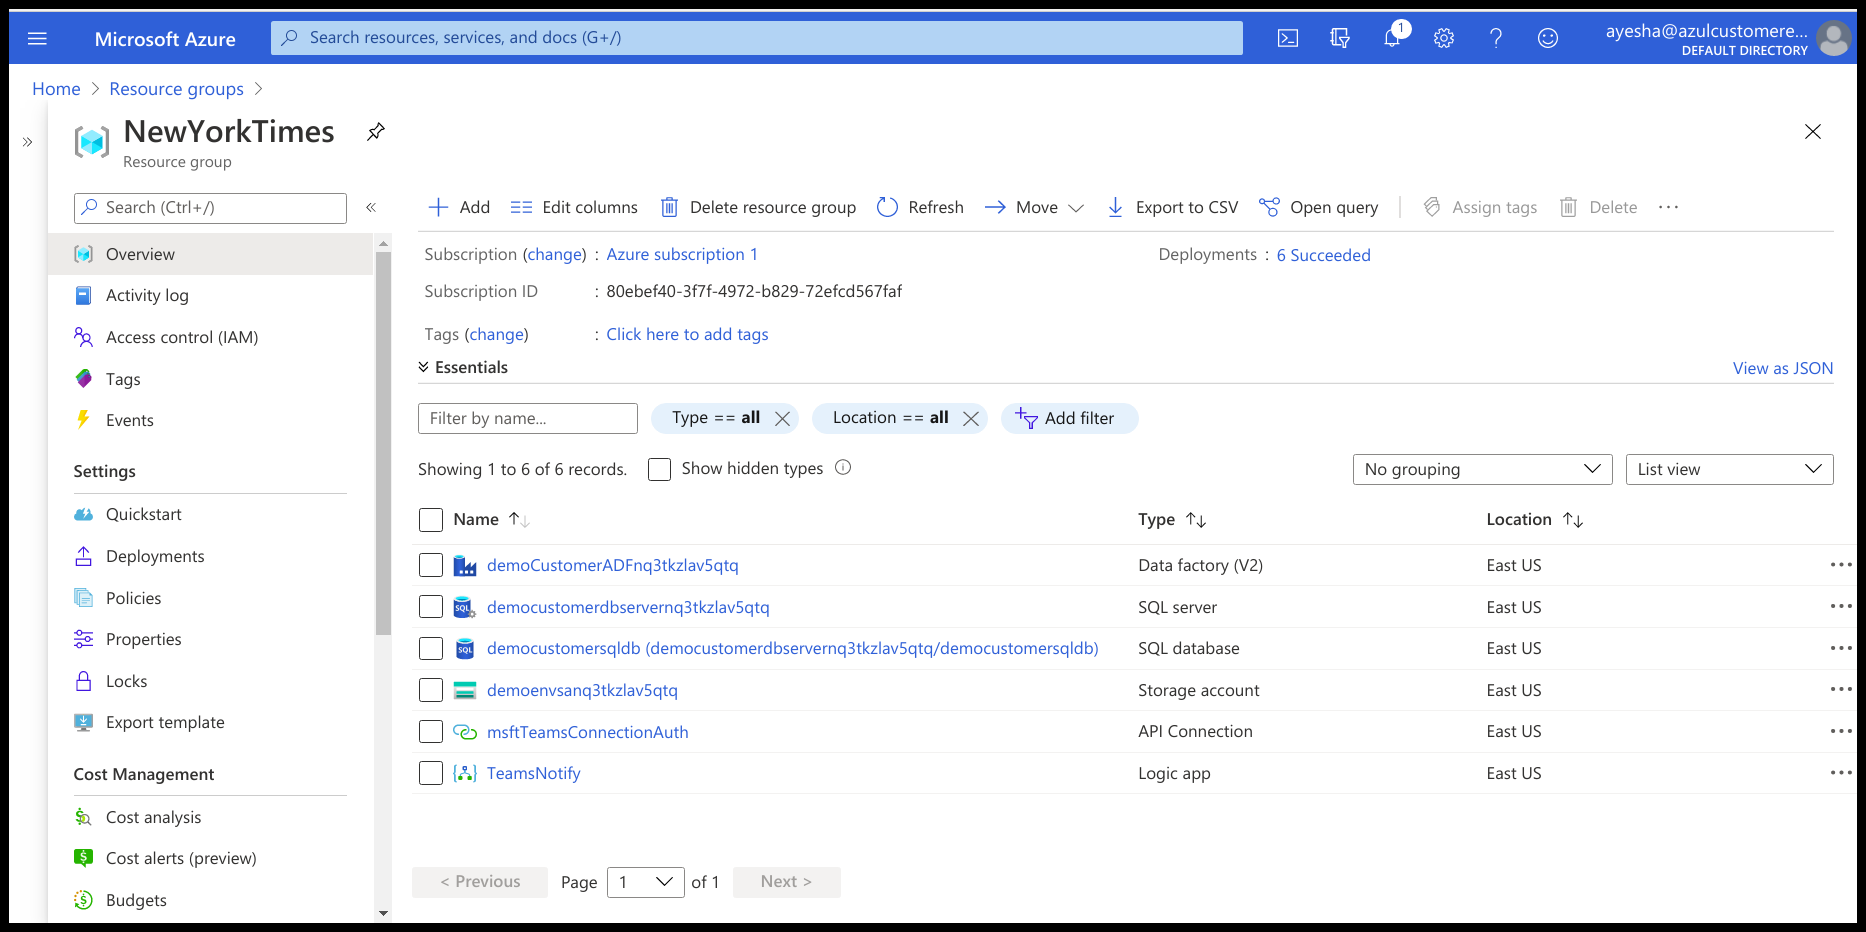 Microsoft Azure
Search resources, services, and docs (G+/)
1
ayesha@azulcustomere...
DEFAULT DIRECTORY
Home > Resource groups >
NewYorkTimes
Resource group
Search (Ctrl+/)
Overview
Activity log
Access control (IAM)
Tags
Events
Settings
Quickstart
Deployments
Policies
Properties
Locks
Export template
Cost Management
Cost analysis
Cost alerts (preview)
Budgets
Add Edit columns Delete resource group Refresh Move Export to CSV Open query Assign tags Delete ...
Subscription (change) : Azure subscription 1 Deployments : 6 Succeeded
Subscription ID : 80ebef40-3f7f-4972-b829-72efcd567faf
Tags (change) : Click here to add tags
Essentials View as JSON
Filter by name... Type == all Location == all Add filter
Showing 1 to 6 of 6 records. Show hidden types No grouping List view
Name Type Location
demoCustomerADFnq3tkzlav5qtq Data factory (V2) East US ...
SQL democustomerdbservernq3tkzlav5qtq SQL server East US ...
SQL democustomersqldb (democustomerdbservernq3tkzlav5qtq/democustomersqldb) SQL database East US ...
demoenvsanq3tkzlav5qtq Storage account East US ...
msftTeamsConnectionAuth API Connection East US ...
TeamsNotify Logic app East US ...
< Previous Page 1 of 1 Next >